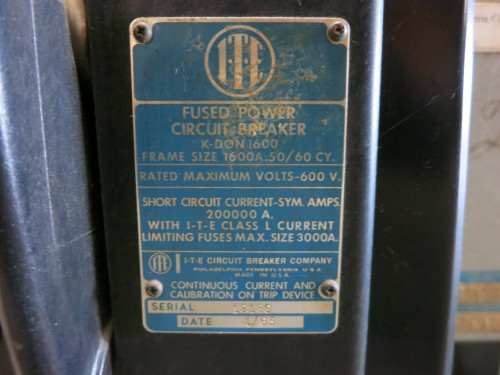 I-T-E
FUSED POWER
CIRCUIT BREAKER
K-DON 1600
FRAME SIZE 1600A.50/60 CY.
RATED MAXIMUM VOLTS-600 V.
SHORT CIRCUIT CURRENT-SYM. AMPS.
200000 A.
WITH I-T-E CLASS L CURRENT
LIMITING FUSES MAX. SIZE 3000A.
ITE I-T-E CIRCUIT BREAKER COMPANY
PHILADELPHIA, PENNSYLVANIA U.S.A.
MADE IN U.S.A.
CONTINUOUS CURRENT AND
CALIBRATION ON TRIP DEVICE
SERIAL
DATE